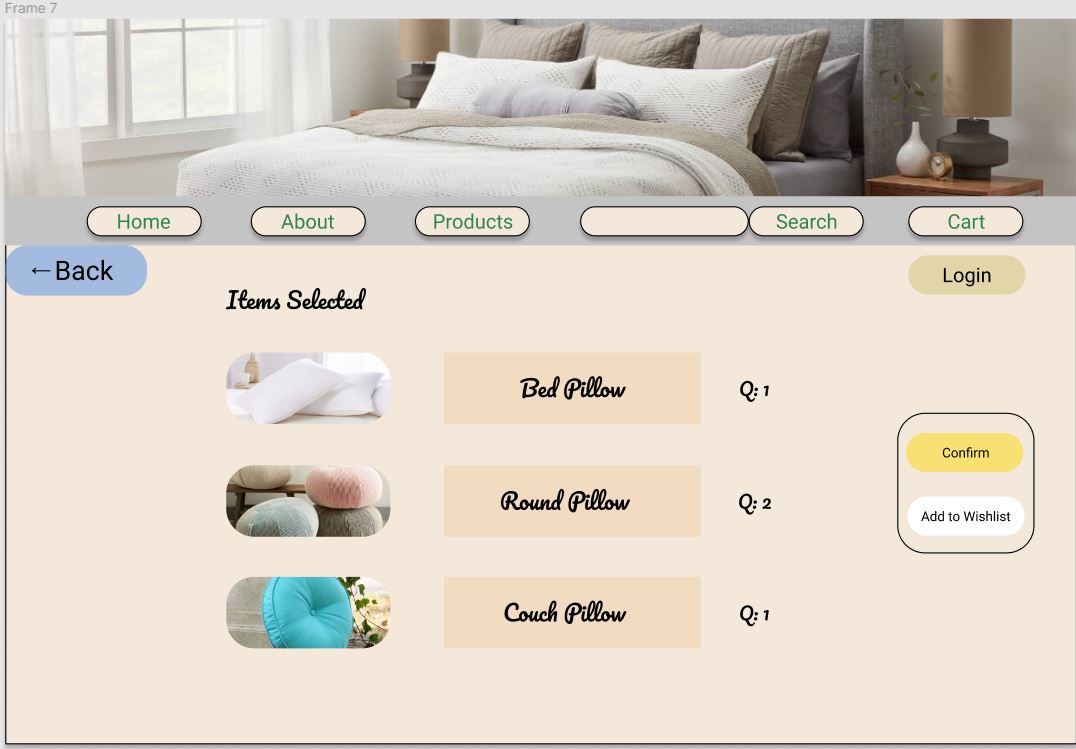 Frame 7
Home
About
Products
Search
Cart
←Back
Login
Items Selected
Bed Pillow
Q: 1
Round Pillow
Q: 2
Couch Pillow
Q: 1
Confirm
Add to Wishlist